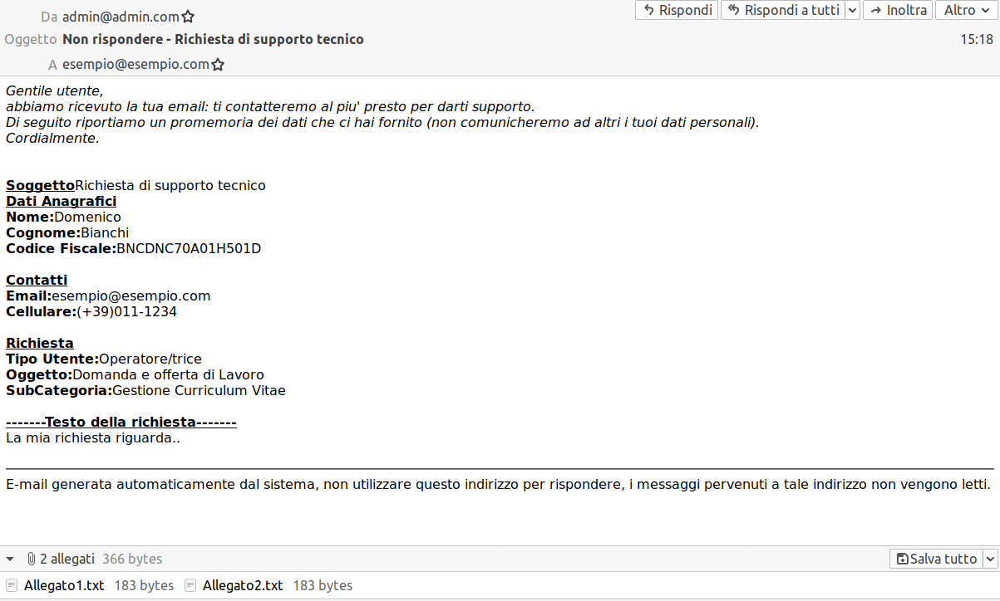 Da admin@admin.com Rispondi Rispondi a tutti Inoltra Altro
Oggetto Non rispondere - Richiesta di supporto tecnico 15:18
A esempio@esempio.com
Gentile utente,
abbiamo ricevuto la tua email: ti contatteremo al piu' presto per darti supporto.
Di seguito riportiamo un promemoria dei dati che ci hai fornito (non comunicheremo ad altri i tuoi dati personali).
Cordialmente.
SoggettoRichiesta di supporto tecnico
Dati Anagrafici
Nome:Domenico
Cognome:Bianchi
Codice Fiscale:BNCDNC70A01H501D
Contatti
Email:esempio@esempio.com
Cellulare:(+39)011-1234
Richiesta
Tipo Utente:Operatore/trice
Oggetto:Domanda e offerta di Lavoro
SubCategoria:Gestione Curriculum Vitae
-------Testo della richiesta-------
La mia richiesta riguarda..
E-mail generata automaticamente dal sistema, non utilizzare questo indirizzo per rispondere, i messaggi pervenuti a tale indirizzo non vengono letti.
2 allegati 366 bytes Salva tutto
Allegato1.txt 183 bytes Allegato2.txt 183 bytes